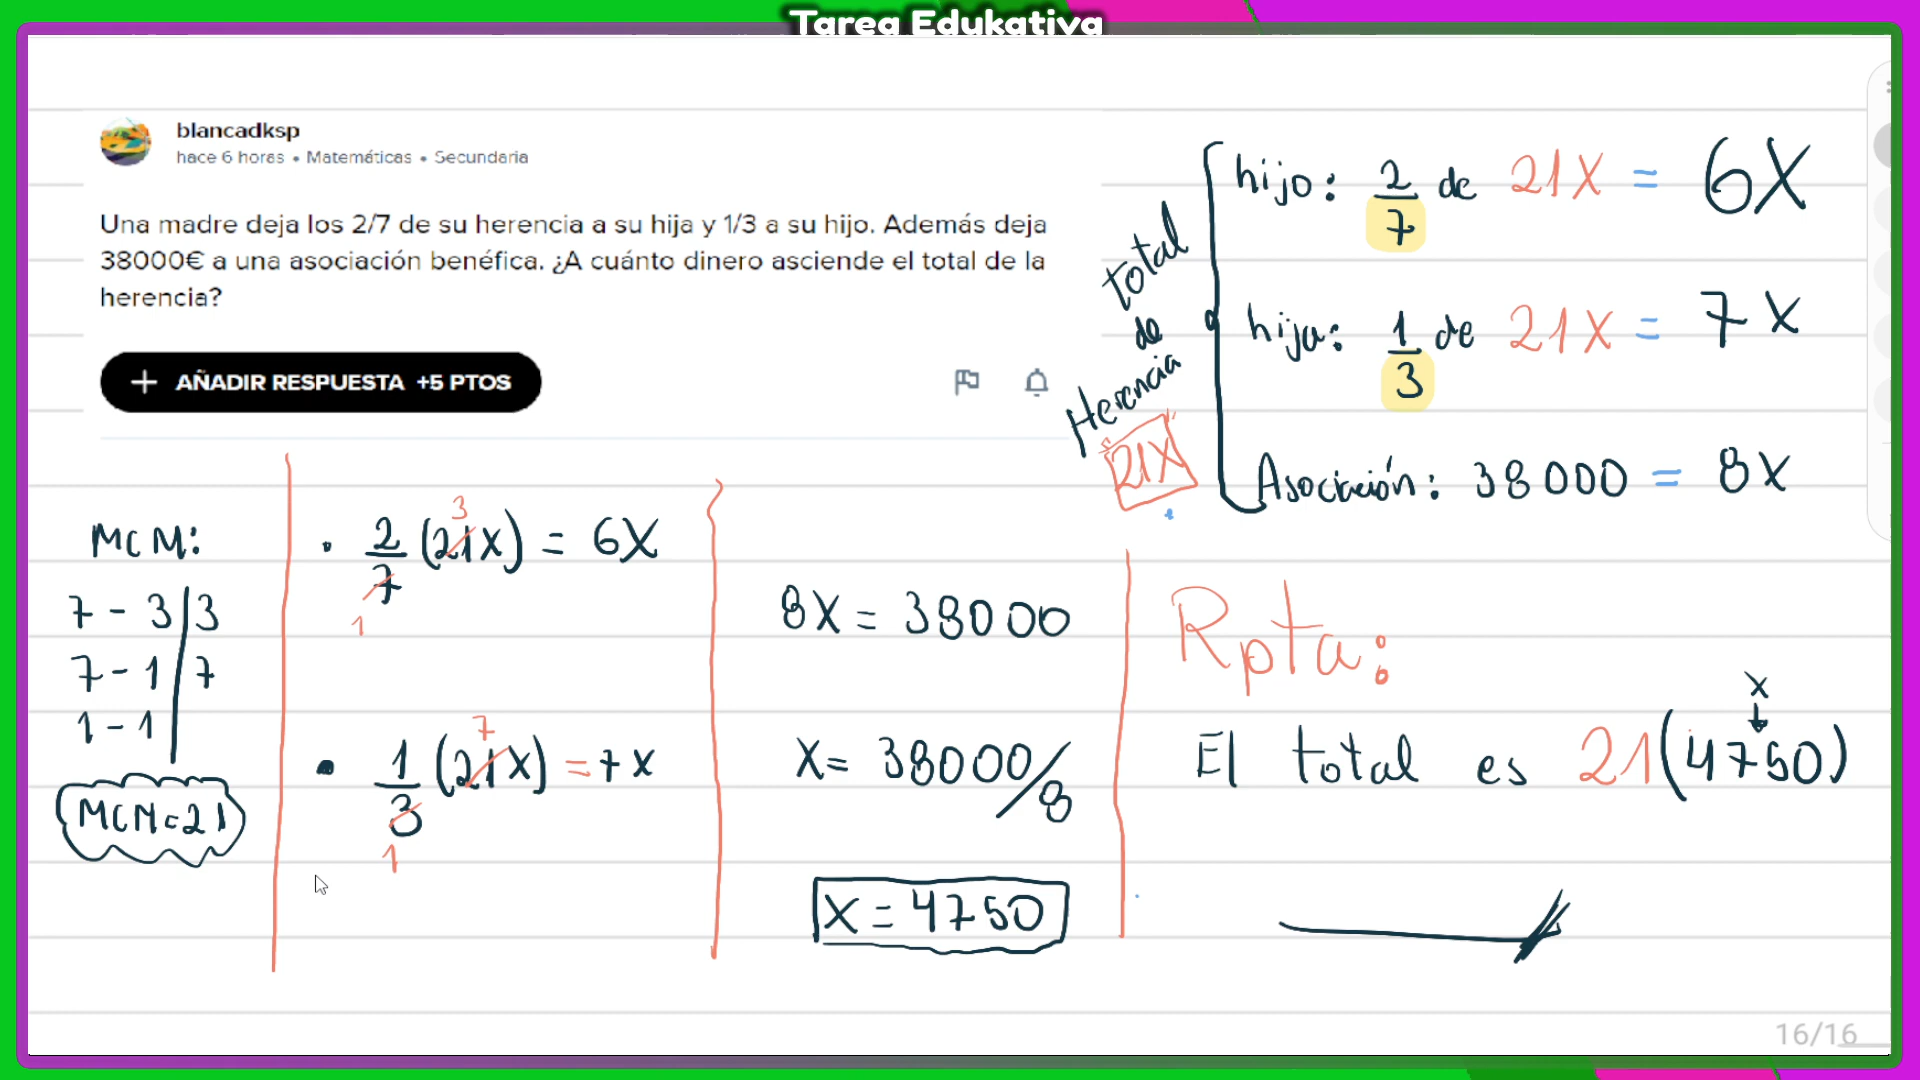 Tarea Edukativa
blancadksp
hace 6 horas • Matemáticas • Secundaria
Una madre deja los 2/7 de su herencia a su hija y 1/3 a su hijo. Además deja
38000€ a una asociación benéfica. ¿A cuánto dinero asciende el total de la
herencia?
+ AÑADIR RESPUESTA +5 PTOS
total
de
Herencia
21X
hijo: 2/7 de 21X = 6X
hija: 1/3 de 21X = 7X
Asociación: 38000 = 8X
MCM:
7 - 3 | 3
7 - 1 | 7
1 - 1 |
MCM = 21
• 2/7 (21X) = 6X
3
1
• 1/3 (21X) = 7X
7
1
8X = 38000
X = 38000/8
X = 4750
Rpta:
X
El total es 21(4750)
16/16